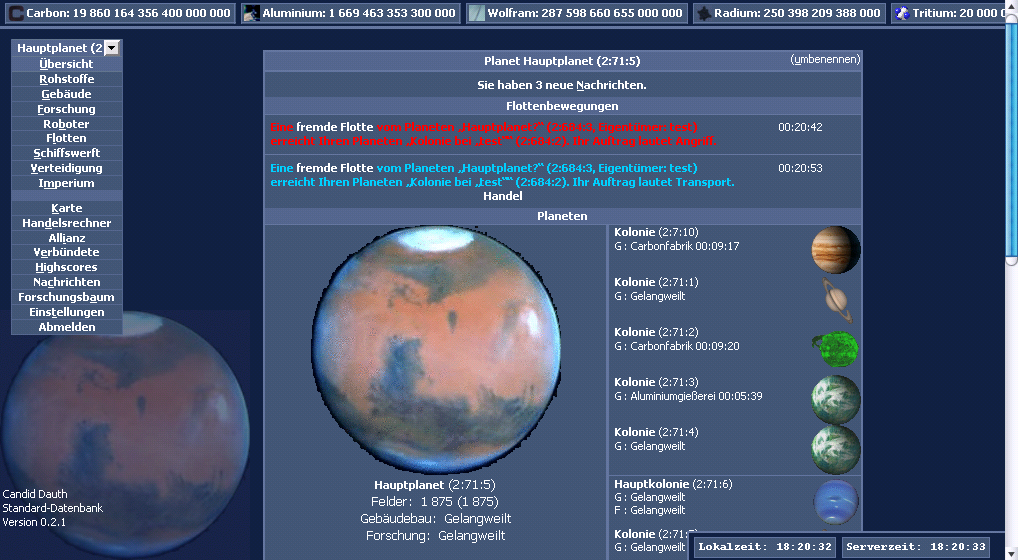 Carbon: 19 860 164 356 400 000 000
Aluminium: 1 669 463 353 300 000
Wolfram: 287 598 660 655 000 000
Radium: 250 398 209 388 000
Tritium: 20 000
Hauptplanet (2
Übersicht
Rohstoffe
Gebäude
Forschung
Roboter
Flotten
Schiffswerft
Verteidigung
Imperium
Karte
Handelsrechner
Allianz
Verbündete
Highscores
Nachrichten
Forschungsbaum
Einstellungen
Abmelden
Candid Dauth
Standard-Datenbank
Version 0.2.1
Planet Hauptplanet (2:71:5)
(umbenennen)
Sie haben 3 neue Nachrichten.
Flottenbewegungen
Eine fremde Flotte vom Planeten „Hauptplanet?“ (2:684:3, Eigentümer: test)
erreicht Ihren Planeten „Kolonie bei „test““ (2:684:2). Ihr Auftrag lautet Angriff.
00:20:42
Eine fremde Flotte vom Planeten „Hauptplanet?“ (2:684:3, Eigentümer: test)
erreicht Ihren Planeten „Kolonie bei „test““ (2:684:2). Ihr Auftrag lautet Transport.
00:20:53
Handel
Planeten
Hauptplanet (2:71:5)
Felder: 1 875 (1 875)
Gebäudebau: Gelangweilt
Forschung: Gelangweilt
Kolonie (2:7:10)
G : Carbonfabrik 00:09:17
Kolonie (2:71:1)
G : Gelangweilt
Kolonie (2:71:2)
G : Carbonfabrik 00:09:20
Kolonie (2:71:3)
G : Aluminiumgießerei 00:05:39
Kolonie (2:71:4)
G : Gelangweilt
Hauptkolonie (2:71:6)
G : Gelangweilt
F : Gelangweilt
Kolonie (2:71:
G : Gelangweilt
Lokalzeit: 18:20:32
Serverzeit: 18:20:33